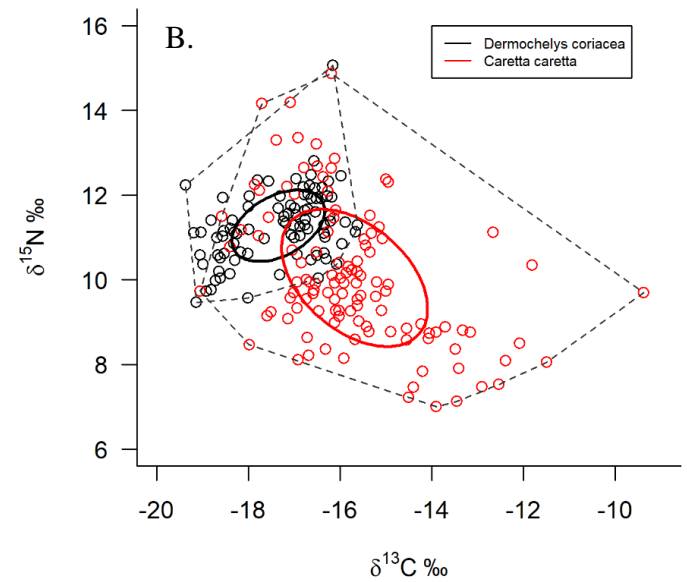 B.
Dermochelys coriacea
Caretta caretta
16
14
12
10
8
6
δ15N ‰
-20 -18 -16 -14 -12 -10
δ13C ‰